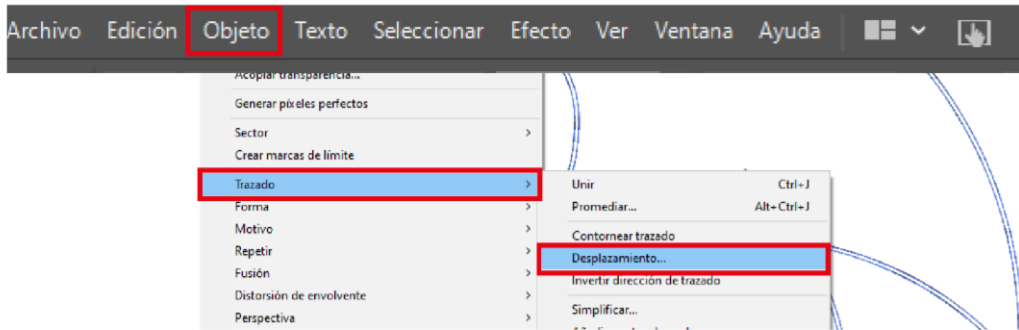 Archivo Edición Objeto Texto Seleccionar Efecto Ver Ventana Ayuda
Acoplar transparencia...
Generar píxeles perfectos
Sector >
Crear marcas de límite
Trazado >
Forma >
Motivo >
Repetir >
Fusión >
Distorsión de envolvente >
Perspectiva >
Unir Ctrl+J
Promediar... Alt+Ctrl+J
Contornear trazado
Desplazamiento...
Invertir dirección de trazado
Simplificar...